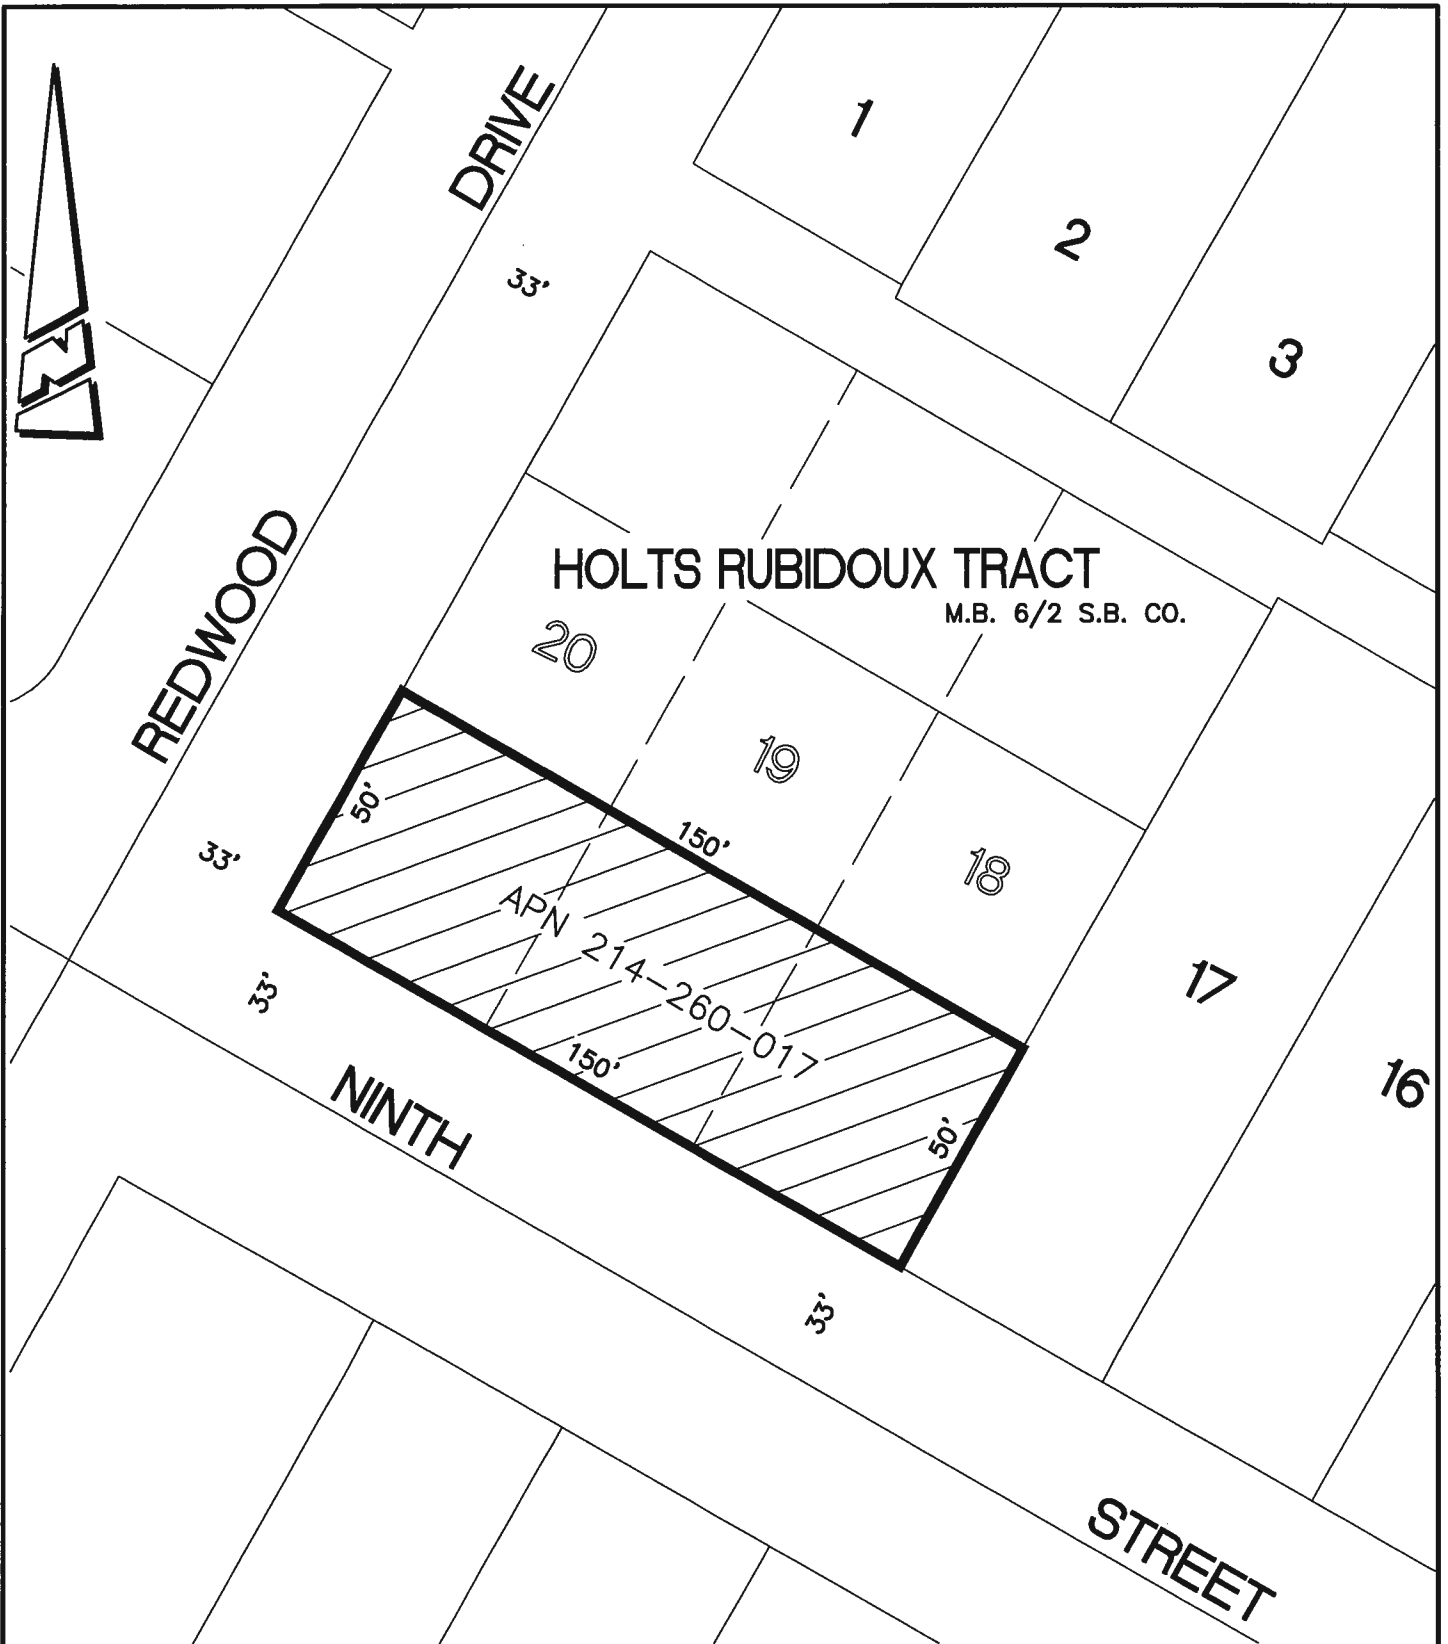 1
DRIVE
2
33'
3
N
HOLTS RUBIDOUX TRACT
M.B. 6/2 S.B. CO.
REDWOOD
20
19
50'
150'
33'
18
APN 214-260-017
17
33'
150'
16
NINTH
50'
33'
STREET